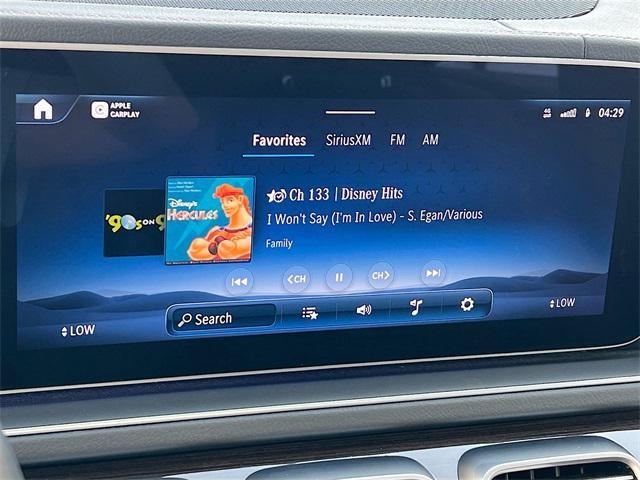 APPLE
CARPLAY
4G
04:29
Favorites SiriusXM FM AM
'90s ON 9
Disney's
HERCULES
Ch 133 | Disney Hits
I Won't Say (I'm In Love) - S. Egan/Various
Family
<CH CH>
Search
LOW
LOW